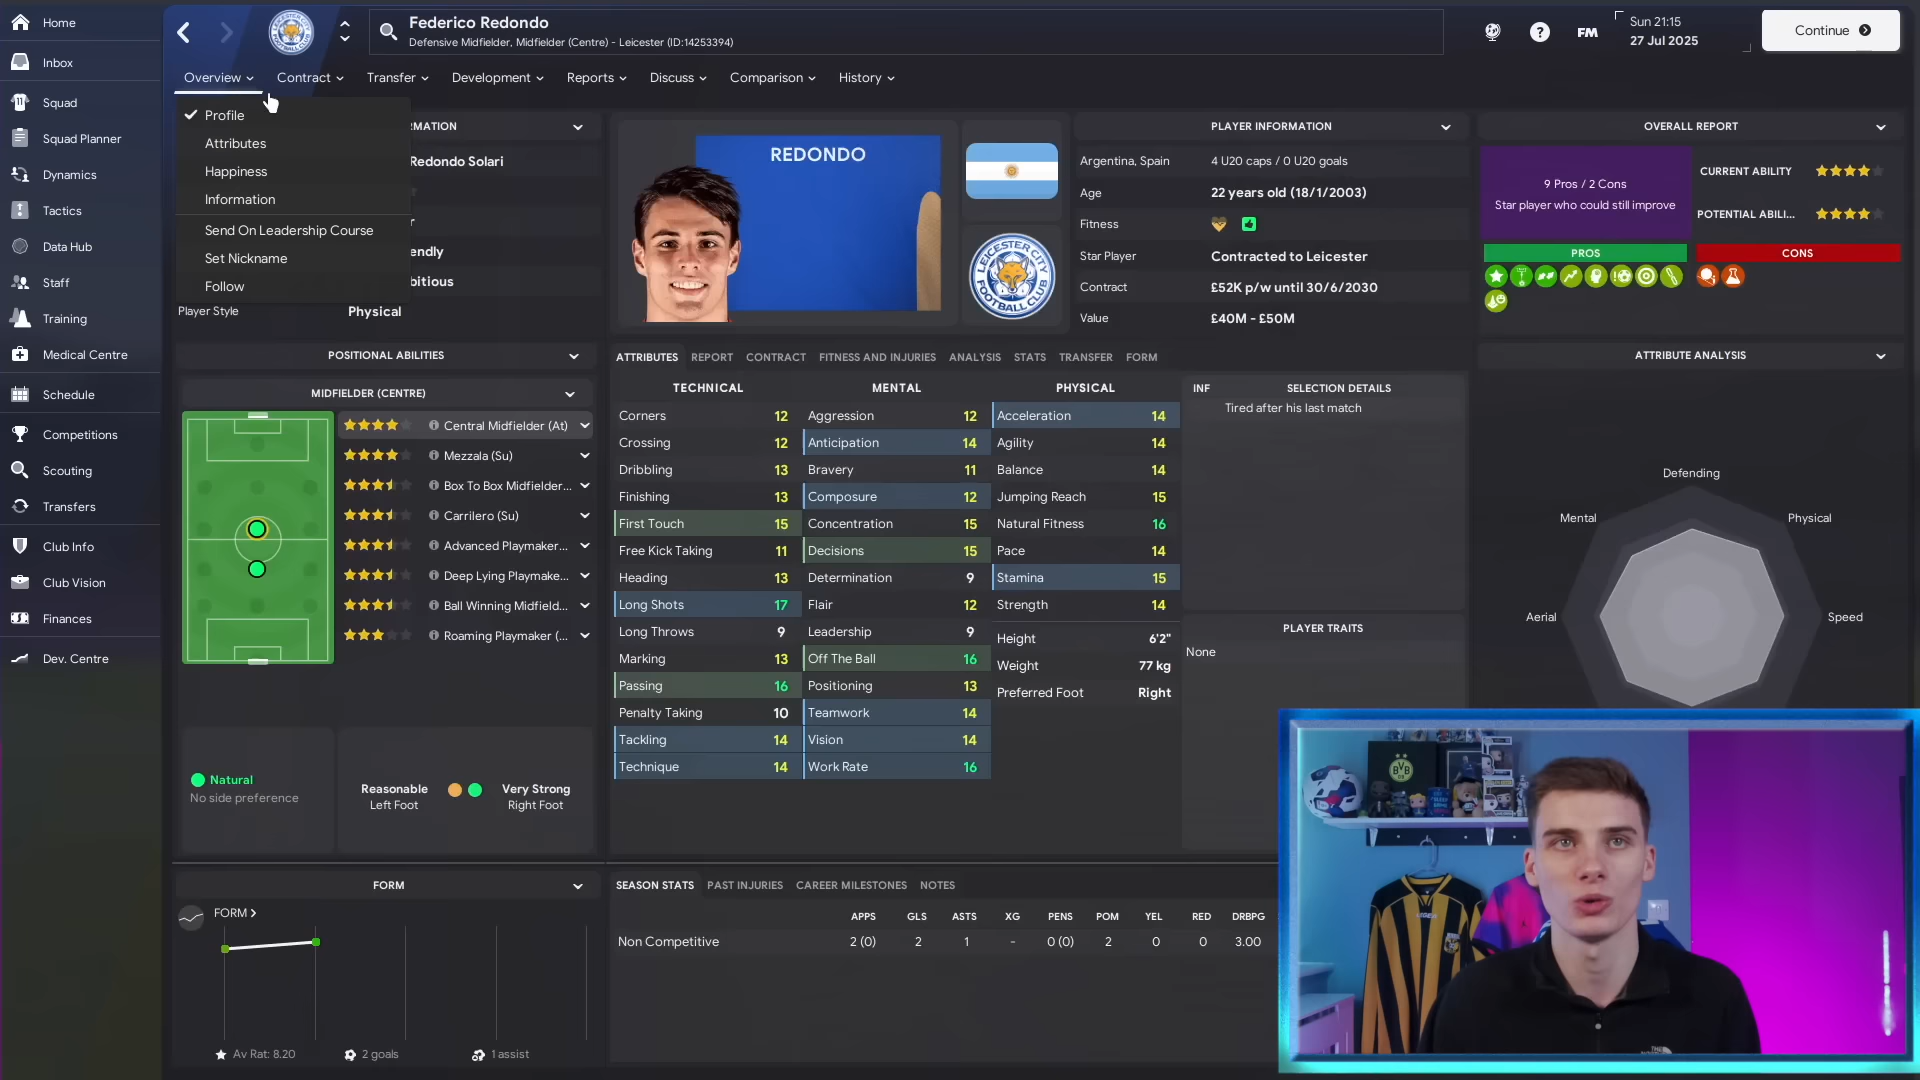 Home
Inbox
Squad
Squad Planner
Dynamics
Tactics
Data Hub
Staff
Training
Medical Centre
Schedule
Competitions
Scouting
Transfers
Club Info
Club Vision
Finances
Dev. Centre
Federico Redondo
Defensive Midfielder, Midfielder (Centre) - Leicester (ID:14253394)
?
FM
Sun 21:15
27 Jul 2025
Continue
Overview
Contract
Transfer
Development
Reports
Discuss
Comparison
History
Profile
Attributes
Happiness
Information
Send On Leadership Course
Set Nickname
Follow
RMATION
Redondo Solari
endly
bitious
Player Style
Physical
REDONDO
LEICESTER CITY
FOOTBALL CLUB
PLAYER INFORMATION
Argentina, Spain 4 U20 caps / 0 U20 goals
Age 22 years old (18/1/2003)
Fitness
Star Player Contracted to Leicester
Contract £52K p/w until 30/6/2030
Value £40M - £50M
OVERALL REPORT
9 Pros / 2 Cons
Star player who could still improve
CURRENT ABILITY
POTENTIAL ABILI...
PROS
CONS
POSITIONAL ABILITIES
MIDFIELDER (CENTRE)
Central Midfielder (At)
Mezzala (Su)
Box To Box Midfielder...
Carrilero (Su)
Advanced Playmaker...
Deep Lying Playmake...
Ball Winning Midfield...
Roaming Playmaker (...
Natural
No side preference
Reasonable
Left Foot
Very Strong
Right Foot
ATTRIBUTES REPORT CONTRACT FITNESS AND INJURIES ANALYSIS STATS TRANSFER FORM
TECHNICAL
Corners 12
Crossing 12
Dribbling 13
Finishing 13
First Touch 15
Free Kick Taking 11
Heading 13
Long Shots 17
Long Throws 9
Marking 13
Passing 16
Penalty Taking 10
Tackling 14
Technique 14
MENTAL
Aggression 12
Anticipation 14
Bravery 11
Composure 12
Concentration 15
Decisions 15
Determination 9
Flair 12
Leadership 9
Off The Ball 16
Positioning 13
Teamwork 14
Vision 14
Work Rate 16
PHYSICAL
Acceleration 14
Agility 14
Balance 14
Jumping Reach 15
Natural Fitness 16
Pace 14
Stamina 15
Strength 14
Height 6'2"
Weight 77 kg
Preferred Foot Right
INF SELECTION DETAILS
Tired after his last match
PLAYER TRAITS
None
ATTRIBUTE ANALYSIS
Defending
Mental
Physical
Aerial
Speed
FORM
FORM
Av Rat: 8.20
2 goals
1 assist
SEASON STATS PAST INJURIES CAREER MILESTONES NOTES
APPS GLS ASTS XG PENS POM YEL RED DRBPG
Non Competitive 2 (0) 2 1 - 0 (0) 2 0 0 3.00
BVB
09